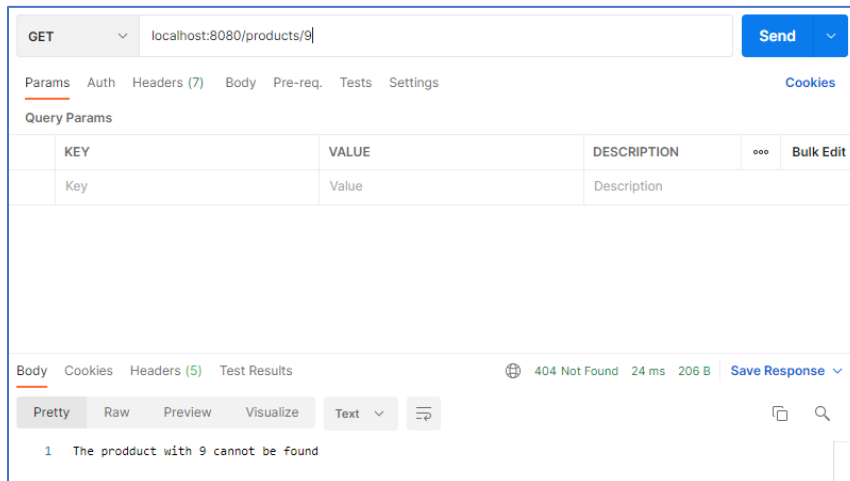 GET localhost:8080/products/9 Send
Params Auth Headers (7) Body Pre-req. Tests Settings Cookies
Query Params
KEY VALUE DESCRIPTION ooo Bulk Edit
Key Value Description
Body Cookies Headers (5) Test Results 404 Not Found 24 ms 206 B Save Response
Pretty Raw Preview Visualize Text
1 The prodduct with 9 cannot be found